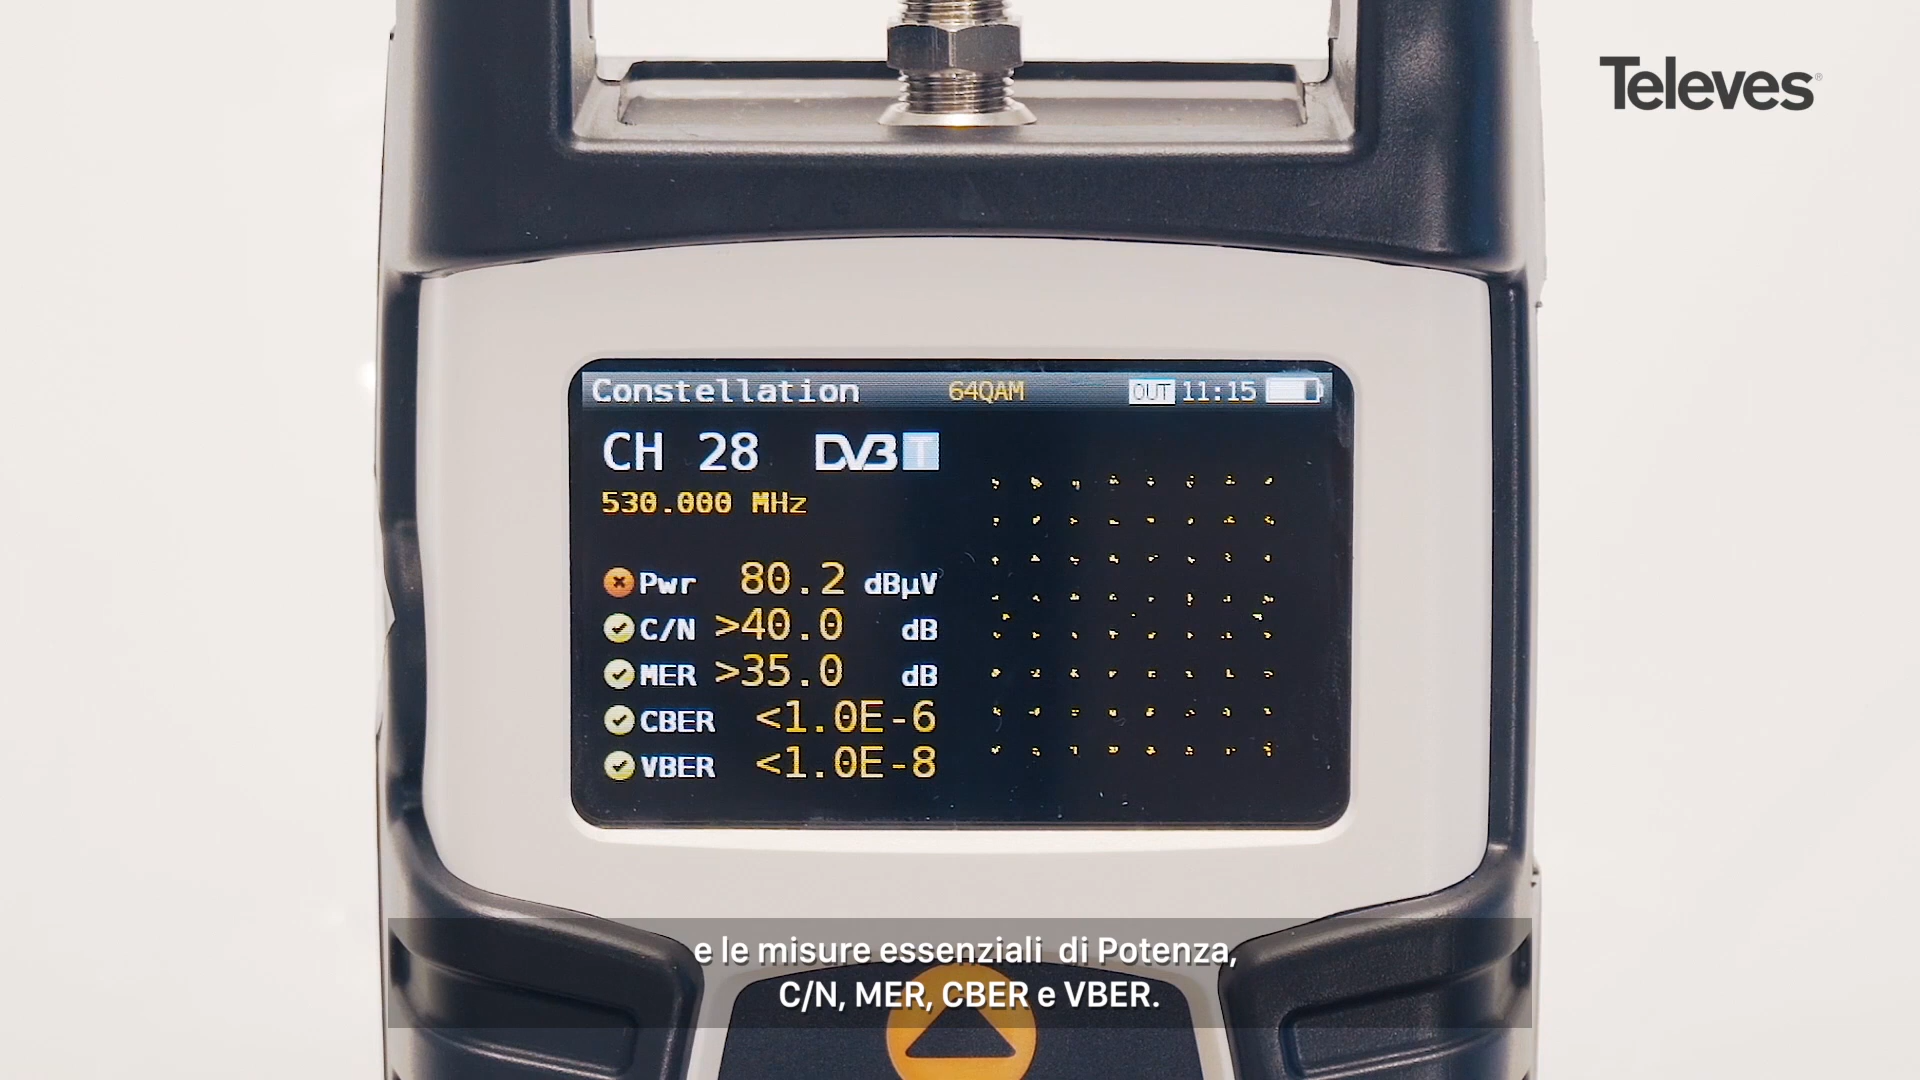 Televes
Constellation 64QAM OUT 11:15
CH 28 DVB T
530.000 MHz
Pwr 80.2 dBµV
C/N >40.0 dB
MER >35.0 dB
CBER <1.0E-6
VBER <1.0E-8
e le misure essenziali di Potenza,
C/N, MER, CBER e VBER.